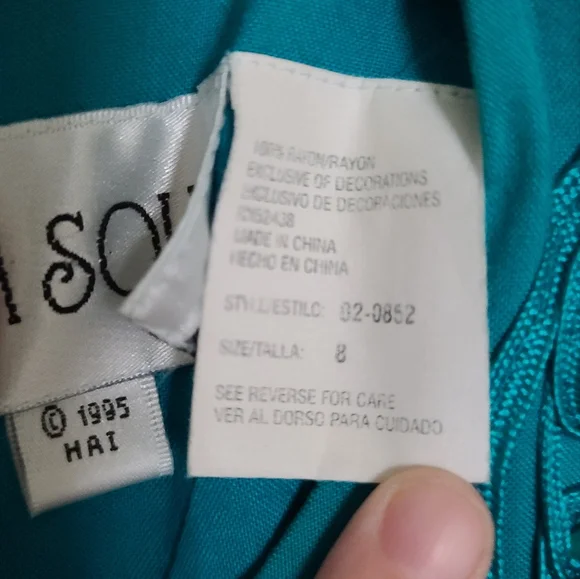 SOU
© 1995
HAI
100% RAYON/RAYON
EXCLUSIVE OF DECORATIONS
EXCLUSIVO DE DECORACIONES
MADE IN CHINA
HECHO EN CHINA
STYLE/ESTILO: 02-0852
SIZE/TALLA: 8
SEE REVERSE FOR CARE
VER AL DORSO PARA CUIDADO